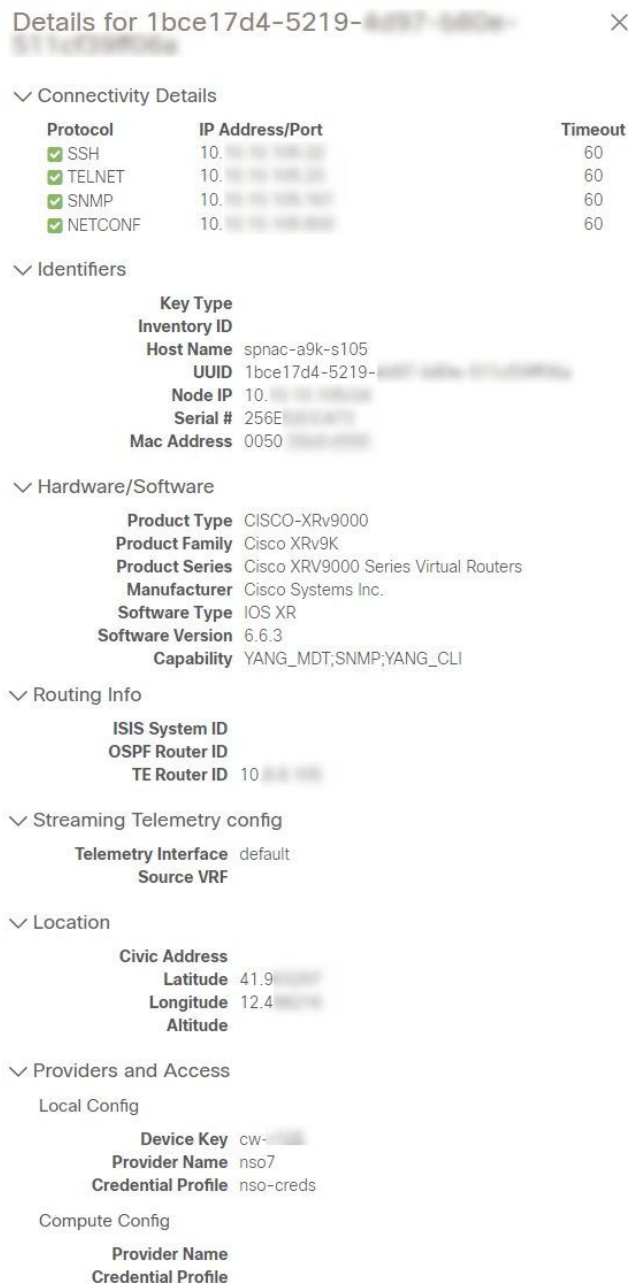 Details for 1bce17d4-5219-
Connectivity Details
Protocol IP Address/Port Timeout
SSH 10. 60
TELNET 10. 60
SNMP 10. 60
NETCONF 10. 60
Identifiers
Key Type
Inventory ID
Host Name spnac-a9k-s105
UUID 1bce17d4-5219-
Node IP 10.
Serial # 256E
Mac Address 0050
Hardware/Software
Product Type CISCO-XRv9000
Product Family Cisco XRv9K
Product Series Cisco XRV9000 Series Virtual Routers
Manufacturer Cisco Systems Inc.
Software Type IOS XR
Software Version 6.6.3
Capability YANG_MDT;SNMP;YANG_CLI
Routing Info
ISIS System ID
OSPF Router ID
TE Router ID 10
Streaming Telemetry config
Telemetry Interface default
Source VRF
Location
Civic Address
Latitude 41.9
Longitude 12.4
Altitude
Providers and Access
Local Config
Device Key cw-
Provider Name nso7
Credential Profile nso-creds
Compute Config
Provider Name
Credential Profile